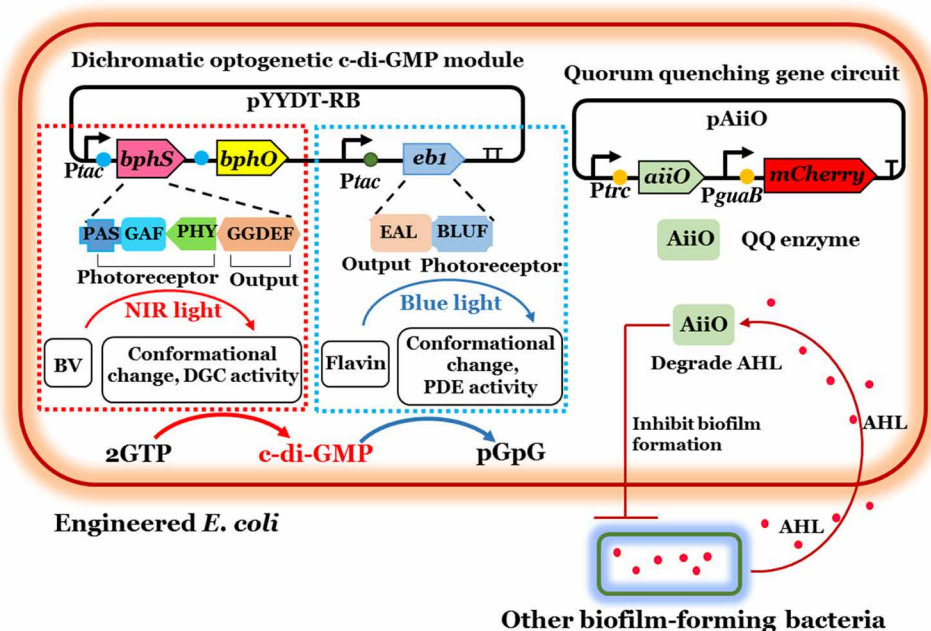 Dichromatic optogenetic c-di-GMP module
pYYDT-RB
Ptac
bphS
bphO
Ptac
eb1
PAS GAF PHY GGDEF
Photoreceptor
Output
NIR light
BV
Conformational
change, DGC activity
EAL BLUF
Output
Photoreceptor
Blue light
Flavin
Conformational
change,
PDE activity
2GTP
c-di-GMP
pGpG
Quorum quenching gene circuit
pAiiO
Ptrc
aiiO
PguaB
mCherry
AiiO
QQ enzyme
AiiO
Degrade AHL
AHL
Inhibit biofilm
formation
AHL
Engineered E. coli
Other biofilm-forming bacteria